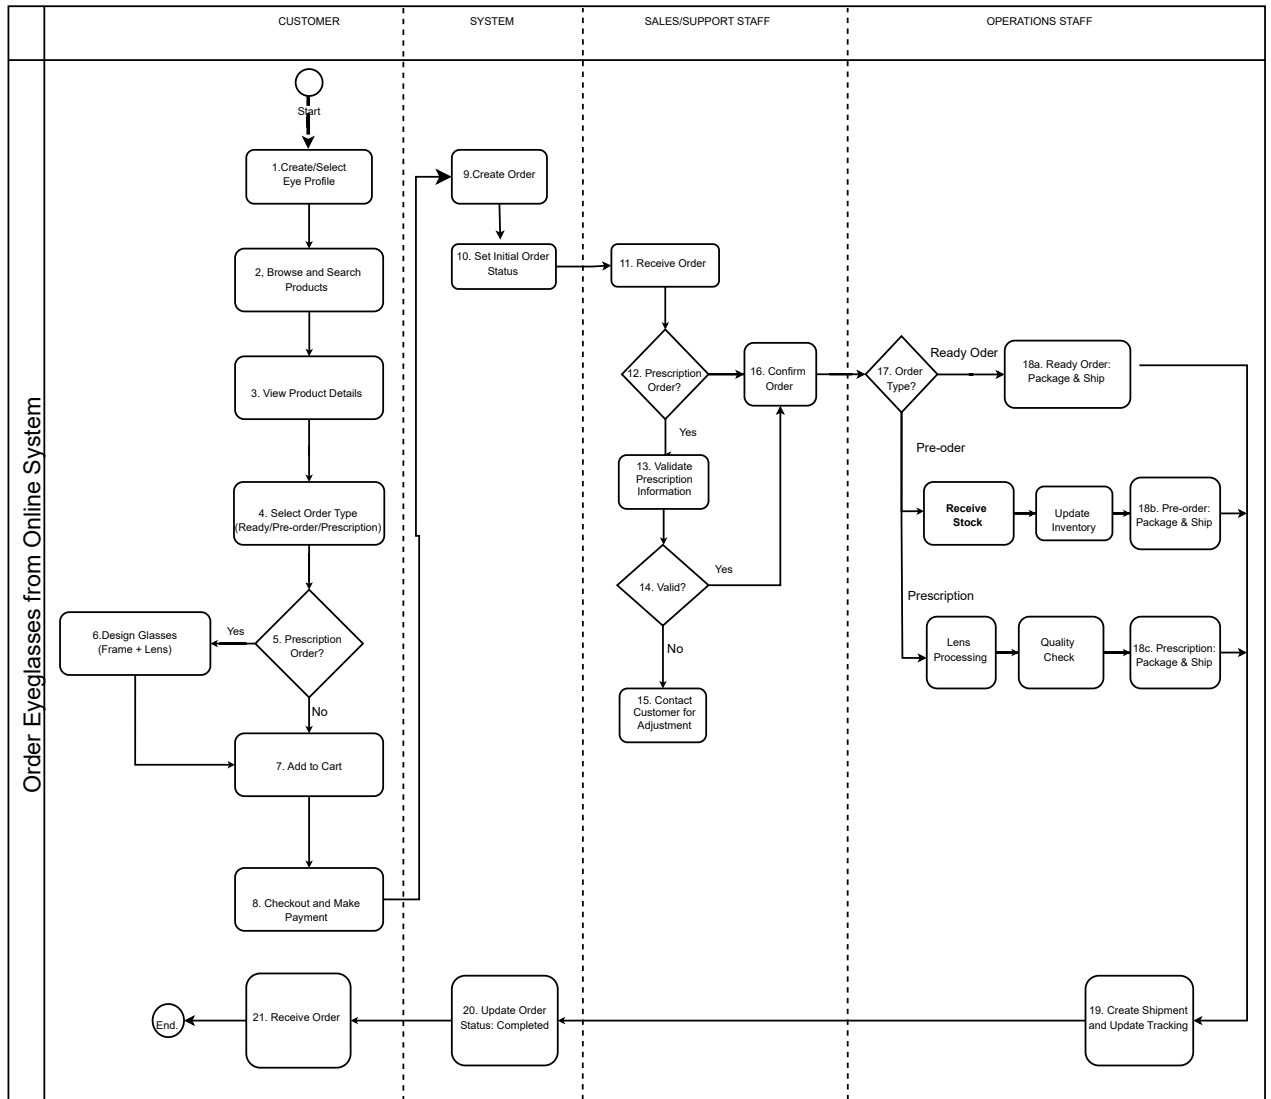 CUSTOMER
SYSTEM
SALES/SUPPORT STAFF
OPERATIONS STAFF
Order Eyeglasses from Online System
Start
1.Create/Select
Eye Profile
2, Browse and Search
Products
3. View Product Details
4. Select Order Type
(Ready/Pre-order/Prescription)
5. Prescription
Order?
Yes
6.Design Glasses
(Frame + Lens)
No
7. Add to Cart
8. Checkout and Make
Payment
9.Create Order
10. Set Initial Order
Status
11. Receive Order
12. Prescription
Order?
Yes
13. Validate
Prescription
Information
14. Valid?
Yes
No
15. Contact
Customer for
Adjustment
16. Confirm
Order
17. Order
Type?
Ready Oder
18a. Ready Order:
Package & Ship
Pre-oder
Receive
Stock
Update
Inventory
18b. Pre-order:
Package & Ship
Prescription
Lens
Processing
Quality
Check
18c. Prescription:
Package & Ship
19. Create Shipment
and Update Tracking
20. Update Order
Status: Completed
21. Receive Order
End.